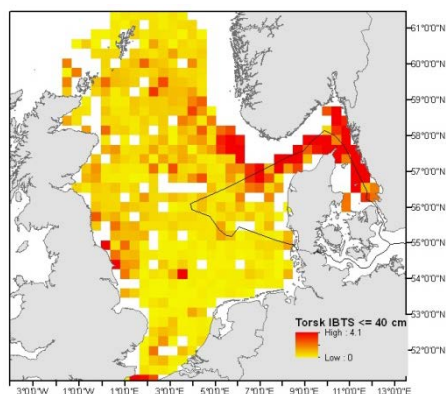 61°0'0"N
60°0'0"N
59°0'0"N
58°0'0"N
57°0'0"N
56°0'0"N
55°0'0"N
54°0'0"N
53°0'0"N
52°0'0"N
Torsk IBTS <= 40 cm
High : 4.1
Low : 0
3°0'0"W 1°0'0"W 1°0'0"E 3°0'0"E 5°0'0"E 7°0'0"E 9°0'0"E 11°0'0"E 13°0'0"E